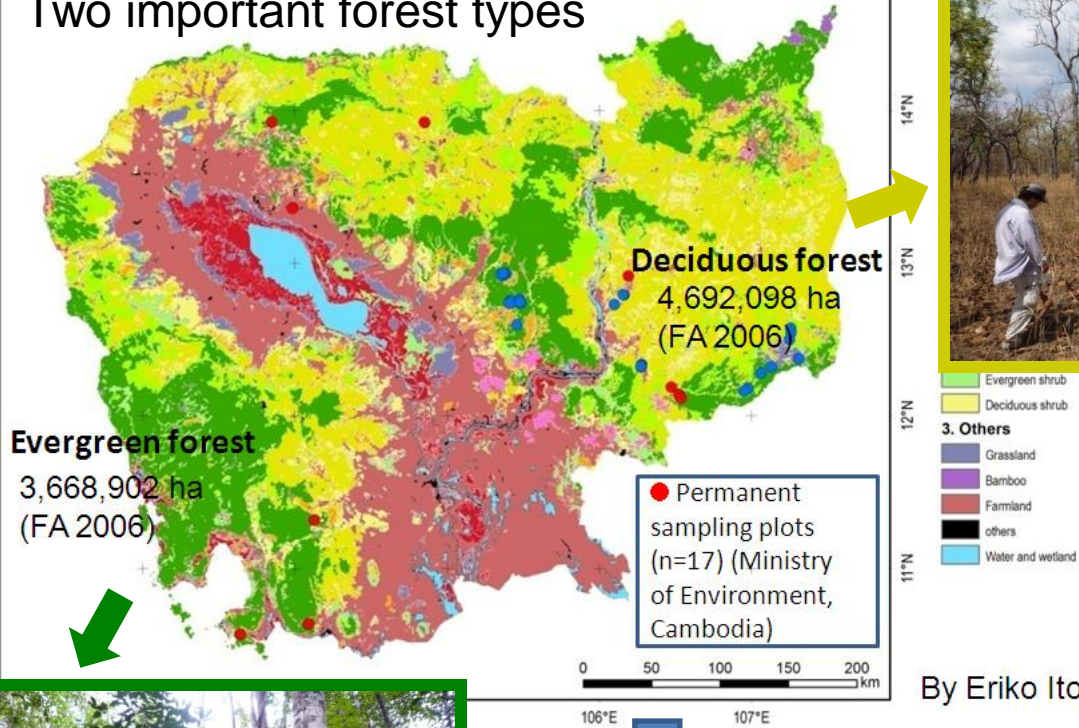 Two important forest types
14°N
13°N
12°N
11°N
Deciduous forest
4,692,098 ha
(FA 2006)
Evergreen forest
3,668,902 ha
(FA 2006)
Permanent
sampling plots
(n=17) (Ministry
of Environment,
Cambodia)
Evergreen shrub
Deciduous shrub
3. Others
Grassland
Bamboo
Farmland
others
Water and wetland
0 50 100 150 200
km
106°E 107°E
By Eriko Ito